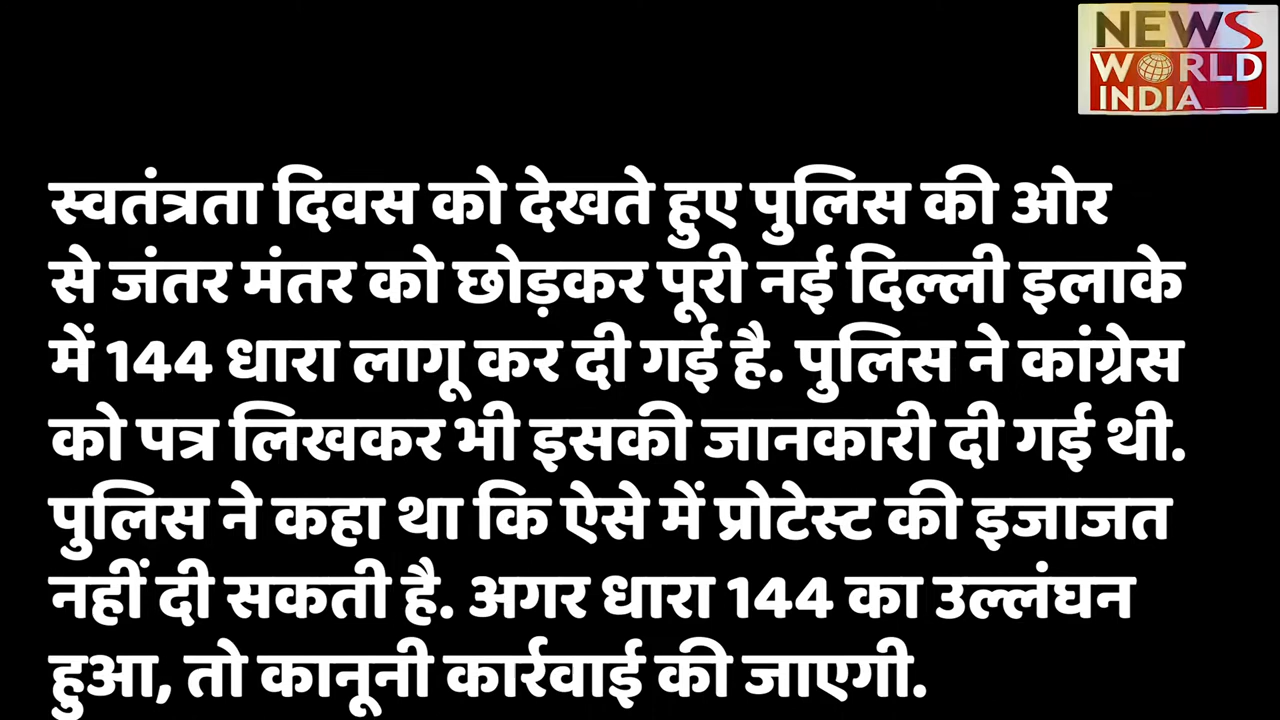 NEWS
WORLD
INDIA
स्वतंत्रता दिवस को देखते हुए पुलिस की ओर
से जंतर मंतर को छोड़कर पूरी नई दिल्ली इलाके
में 144 धारा लागू कर दी गई है. पुलिस ने कांग्रेस
को पत्र लिखकर भी इसकी जानकारी दी गई थी.
पुलिस ने कहा था कि ऐसे में प्रोटेस्ट की इजाजत
नहीं दी सकती है. अगर धारा 144 का उल्लंघन
हुआ, तो कानूनी कार्रवाई की जाएगी.